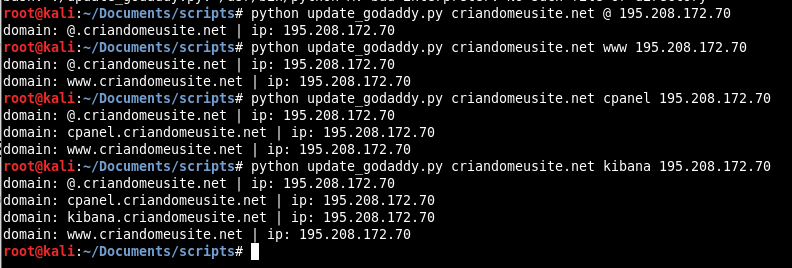 root@kali:~/Documents/scripts# python update_godaddy.py criandomeusite.net @ 195.208.172.70
domain: @.criandomeusite.net | ip: 195.208.172.70
root@kali:~/Documents/scripts# python update_godaddy.py criandomeusite.net www 195.208.172.70
domain: @.criandomeusite.net | ip: 195.208.172.70
domain: www.criandomeusite.net | ip: 195.208.172.70
root@kali:~/Documents/scripts# python update_godaddy.py criandomeusite.net cpanel 195.208.172.70
domain: @.criandomeusite.net | ip: 195.208.172.70
domain: cpanel.criandomeusite.net | ip: 195.208.172.70
domain: www.criandomeusite.net | ip: 195.208.172.70
root@kali:~/Documents/scripts# python update_godaddy.py criandomeusite.net kibana 195.208.172.70
domain: @.criandomeusite.net | ip: 195.208.172.70
domain: cpanel.criandomeusite.net | ip: 195.208.172.70
domain: kibana.criandomeusite.net | ip: 195.208.172.70
domain: www.criandomeusite.net | ip: 195.208.172.70
root@kali:~/Documents/scripts#